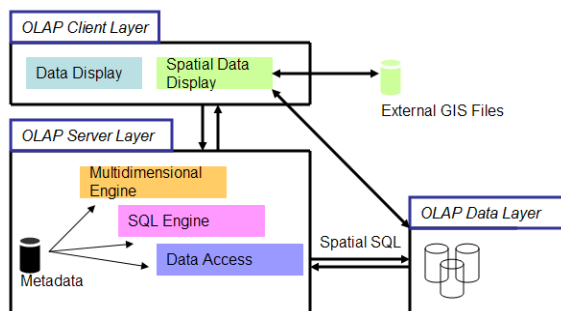 OLAP Client Layer
Data Display
Spatial Data
Display
External GIS Files
OLAP Server Layer
Multidimensional
Engine
SQL Engine
Data Access
Metadata
Spatial SQL
OLAP Data Layer